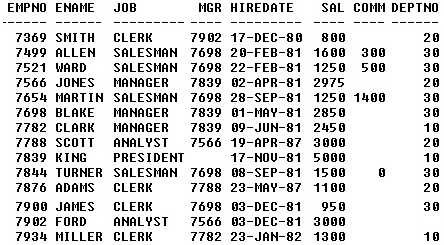 EMPNO ENAME JOB MGR HIREDATE SAL COMM DEPTNO
7369 SMITH CLERK 7902 17-DEC-80 800 20
7499 ALLEN SALESMAN 7698 20-FEB-81 1600 300 30
7521 WARD SALESMAN 7698 22-FEB-81 1250 500 30
7566 JONES MANAGER 7839 02-APR-81 2975 20
7654 MARTIN SALESMAN 7698 28-SEP-81 1250 1400 30
7698 BLAKE MANAGER 7839 01-MAY-81 2850 30
7782 CLARK MANAGER 7839 09-JUN-81 2450 10
7788 SCOTT ANALYST 7566 19-APR-87 3000 20
7839 KING PRESIDENT 17-NOV-81 5000 10
7844 TURNER SALESMAN 7698 08-SEP-81 1500 0 30
7876 ADAMS CLERK 7788 23-MAY-87 1100 20
7900 JAMES CLERK 7698 03-DEC-81 950 30
7902 FORD ANALYST 7566 03-DEC-81 3000 20
7934 MILLER CLERK 7782 23-JAN-82 1300 10